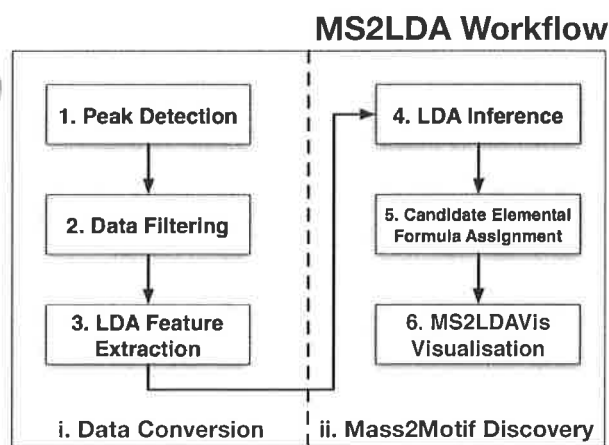 MS2LDA Workflow
1. Peak Detection
2. Data Filtering
3. LDA Feature
Extraction
i. Data Conversion
4. LDA Inference
5. Candidate Elemental
Formula Assignment
6. MS2LDAVis
Visualisation
ii. Mass2Motif Discovery